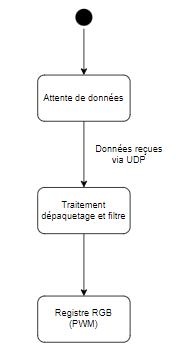 Attente de données
Données reçues
via UDP
Traitement
dépaquetage et filtre
Registre RGB
(PWM)